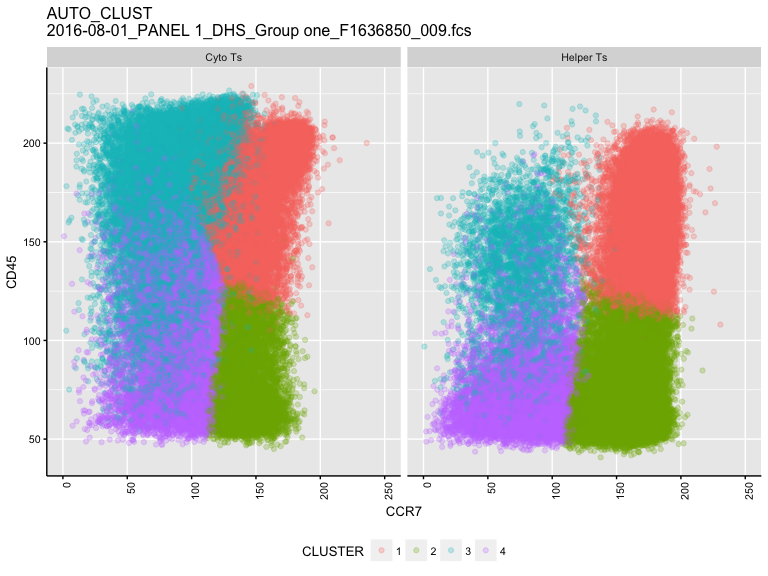 AUTO_CLUST
2016-08-01_PANEL 1_DHS_Group one_F1636850_009.fcs
Cyto Ts
Helper Ts
200
150
100
50
CD45
0 50 100 150 200 250
0 50 100 150 200 250
CCR7
CLUSTER 1 2 3 4